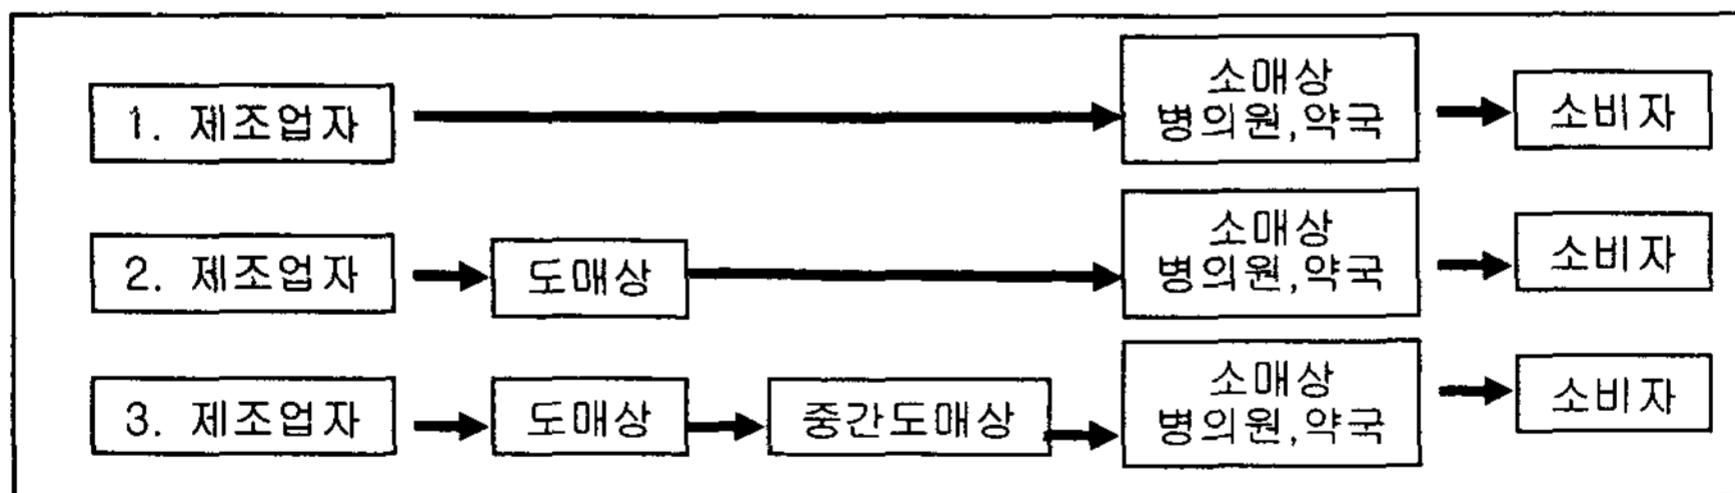 1. 제조업자
소매상
병의원,약국
소비자
2. 제조업자
도매상
소매상
병의원,약국
소비자
3. 제조업자
도매상
중간도매상
소매상
병의원,약국
소비자